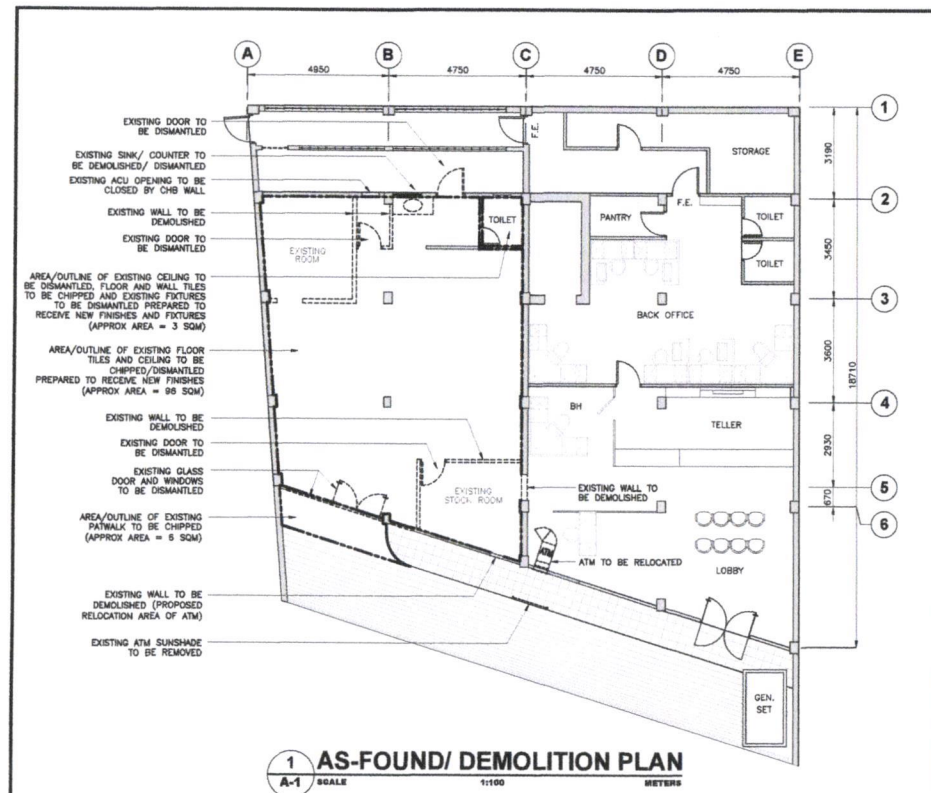 A
B
C
D
E
4950
4750
4750
4750
1
2
3
4
5
6
3190
3450
3600
2930
670
18710
EXISTING DOOR TO
BE DISMANTLED
EXISTING SINK/ COUNTER TO
BE DEMOLISHED/ DISMANTLED
EXISTING ACU OPENING TO BE
CLOSED BY CHB WALL
EXISTING WALL TO BE
DEMOLISHED
EXISTING DOOR TO
BE DISMANTLED
AREA/OUTLINE OF EXISTING CEILING TO
BE DISMANTLED, FLOOR AND WALL TILES
TO BE CHIPPED AND EXISTING FIXTURES
TO BE DISMANTLED PREPARED TO
RECEIVE NEW FINISHES AND FIXTURES
(APPROX AREA = 3 SQM)
AREA/OUTLINE OF EXISTING FLOOR
TILES AND CEILING TO BE
CHIPPED/DISMANTLED
PREPARED TO RECEIVE NEW FINISHES
(APPROX AREA = 98 SQM)
EXISTING WALL TO BE
DEMOLISHED
EXISTING DOOR TO
BE DISMANTLED
EXISTING GLASS
DOOR AND WINDOWS
TO BE DISMANTLED
AREA/OUTLINE OF EXISTING
PATWALK TO BE CHIPPED
(APPROX AREA = 6 SQM)
EXISTING WALL TO BE
DEMOLISHED (PROPOSED
RELOCATION AREA OF ATM)
EXISTING ATM SUNSHADE
TO BE REMOVED
EXISTING
ROOM
TOILET
EXISTING
STOCK ROOM
F.E.
STORAGE
F.E.
PANTRY
TOILET
TOILET
BACK OFFICE
BH
TELLER
EXISTING WALL TO
BE DEMOLISHED
ATM
ATM TO BE RELOCATED
LOBBY
GEN.
SET
1
A-1
AS-FOUND/ DEMOLITION PLAN
SCALE 1:100 METERS